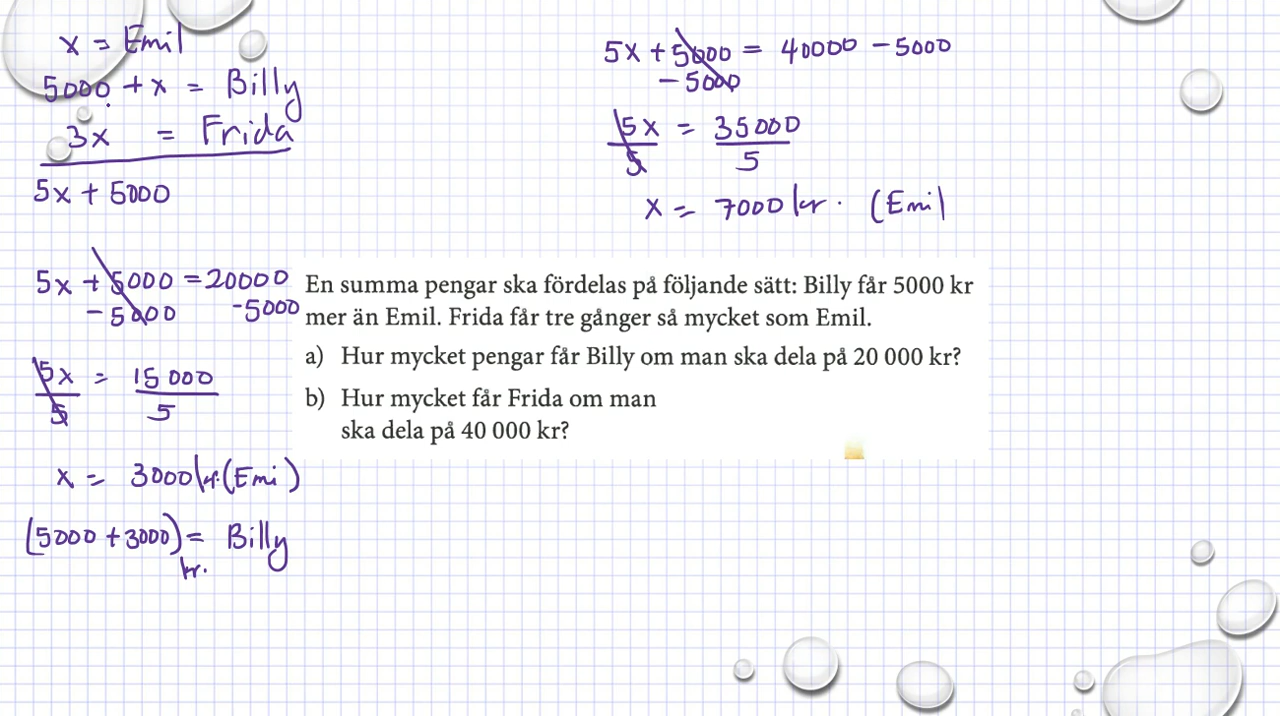 x = Emil
5000 + x = Billy
3x = Frida
5x + 5000
5x + 5000 = 20000
- 5000 -5000
5x = 15 000
5 5
x = 3000 kr. (Emi)
(5000 + 3000) = Billy
kr.
5x + 5000 = 40000 - 5000
- 5000
5x = 35000
5 5
x = 7000 kr. (Emil
En summa pengar ska fördelas på följande sätt: Billy får 5000 kr
mer än Emil. Frida får tre gånger så mycket som Emil.
a) Hur mycket pengar får Billy om man ska dela på 20 000 kr?
b) Hur mycket får Frida om man
ska dela på 40 000 kr?